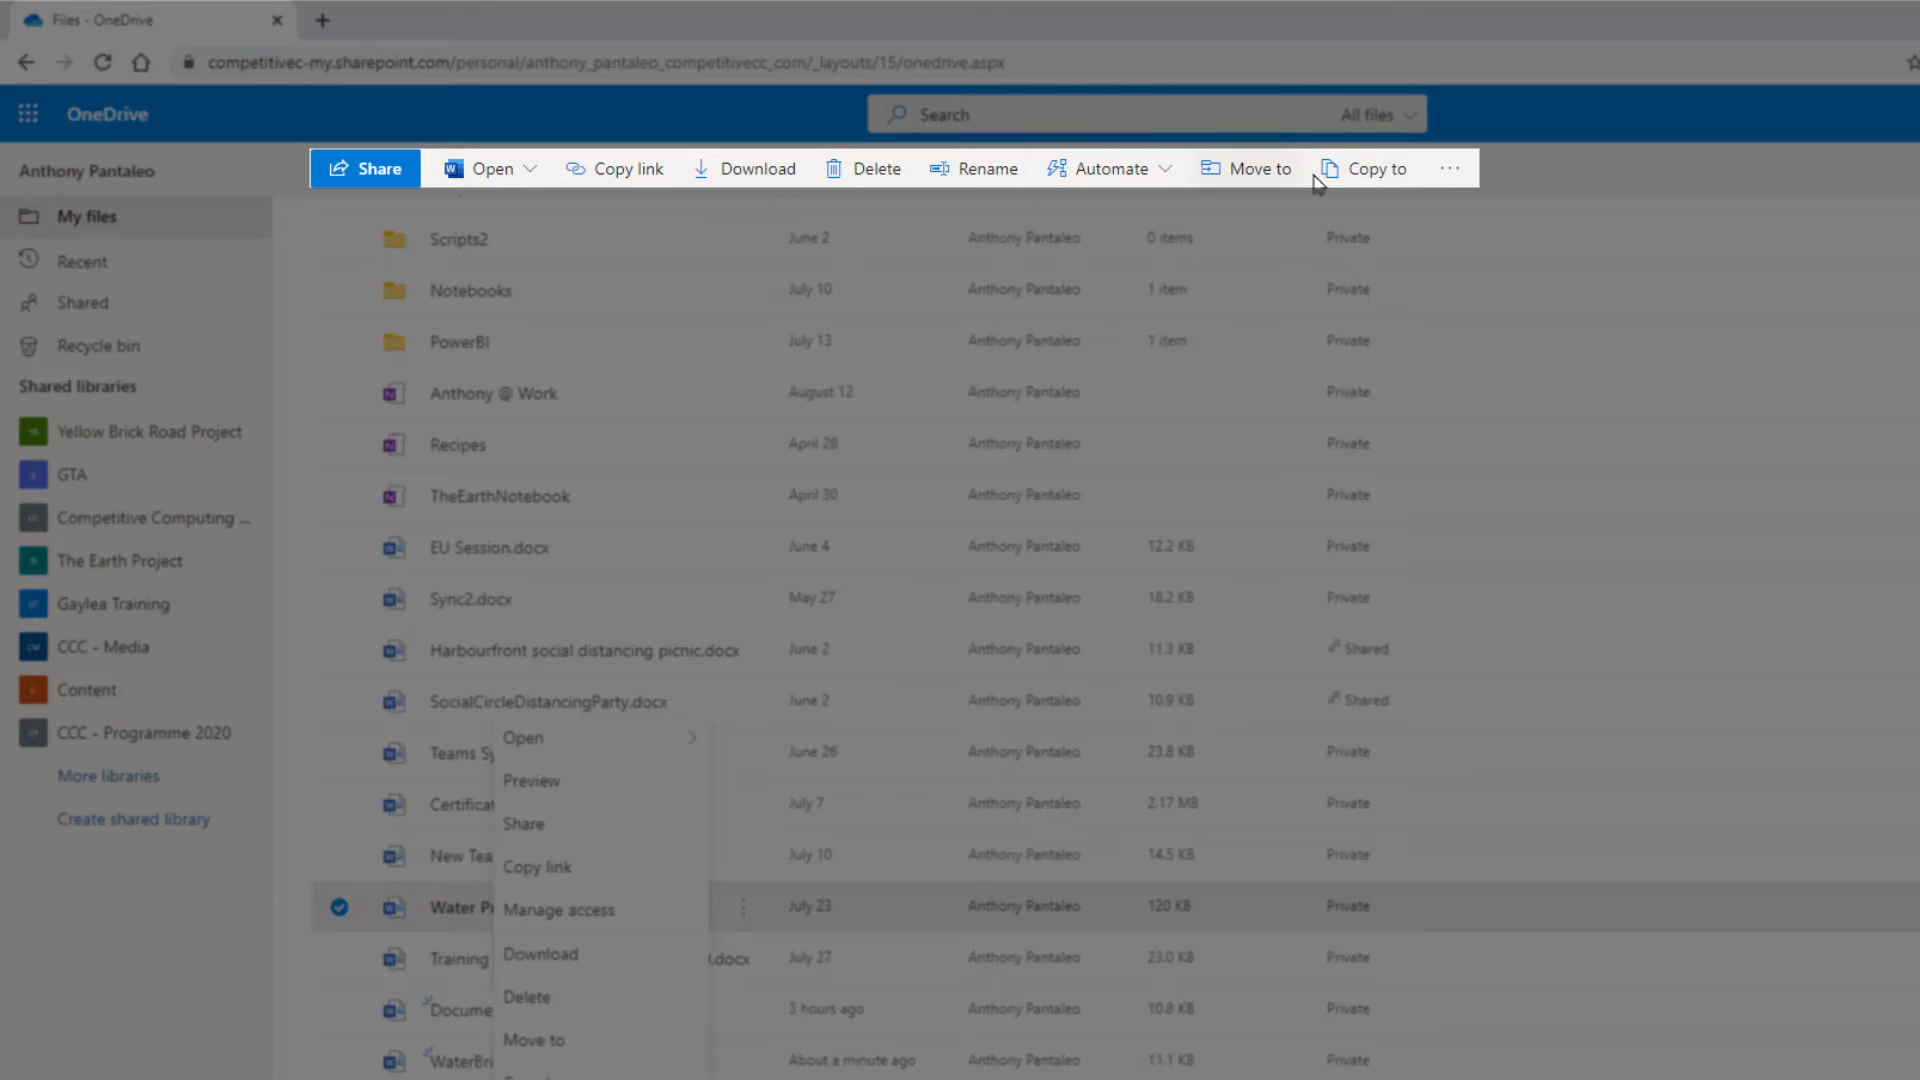 Files - OneDrive
competitivec-my.sharepoint.com/personal/anthony_pantaleo_competitivecc_com/_layouts/15/onedrive.aspx
OneDrive Search All files
Anthony Pantaleo
Share Open Copy link Download Delete Rename Automate Move to Copy to ...
My files
Recent
Shared
Recycle bin
Shared libraries
Yellow Brick Road Project
GTA
Competitive Computing ...
The Earth Project
Gaylea Training
CCC - Media
Content
CCC - Programme 2020
More libraries
Create shared library
Scripts2 June 2 Anthony Pantaleo 0 items Private
Notebooks July 10 Anthony Pantaleo 1 item Private
PowerBI July 13 Anthony Pantaleo 1 item Private
Anthony @ Work August 12 Anthony Pantaleo Private
Recipes April 28 Anthony Pantaleo Private
TheEarthNotebook April 30 Anthony Pantaleo Private
EU Session.docx June 4 Anthony Pantaleo 12.2 KB Private
Sync2.docx May 27 Anthony Pantaleo 18.2 KB Private
Harbourfront social distancing picnic.docx June 2 Anthony Pantaleo 11.3 KB Shared
SocialCircleDistancingParty.docx June 2 Anthony Pantaleo 10.9 KB Shared
Teams Sy June 26 Anthony Pantaleo 23.8 KB Private
Certificat July 7 Anthony Pantaleo 2.17 MB Private
New Tea July 10 Anthony Pantaleo 14.5 KB Private
Water P July 23 Anthony Pantaleo 120 KB Private
Training .docx July 27 Anthony Pantaleo 23.0 KB Private
Docume 3 hours ago Anthony Pantaleo 10.8 KB Private
WaterBri About a minute ago Anthony Pantaleo 11.1 KB Private
Open
Preview
Share
Copy link
Manage access
Download
Delete
Move to